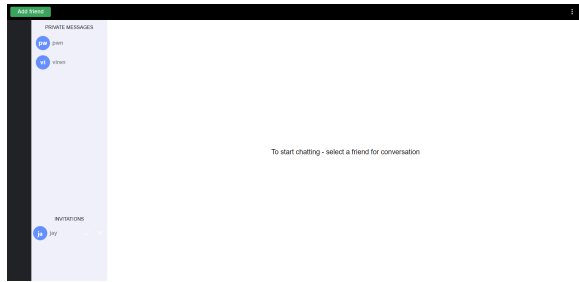 Add friend
PRIVATE MESSAGES
pw pwn
vi vines
INVITATIONS
ja jay
To start chatting - select a friend for conversation